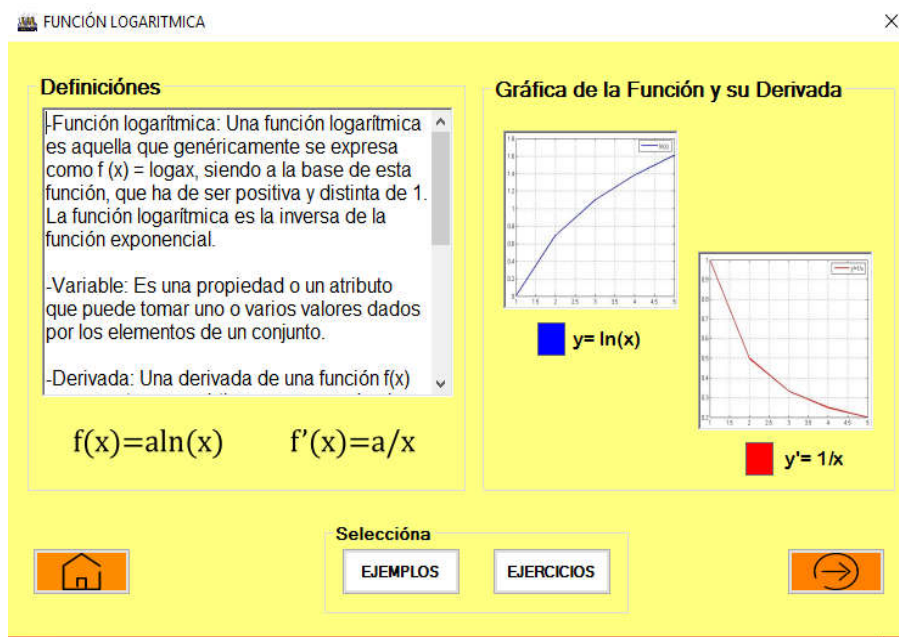 FUNCIÓN LOGARITMICA
Definiciónes
-Función logarítmica: Una función logarítmica
es aquella que genéricamente se expresa
como f (x) = logax, siendo a la base de esta
función, que ha de ser positiva y distinta de 1.
La función logarítmica es la inversa de la
función exponencial.
-Variable: Es una propiedad o un atributo
que puede tomar uno o varios valores dados
por los elementos de un conjunto.
-Derivada: Una derivada de una función f(x)
f(x)=aln(x) f’(x)=a/x
Gráfica de la Función y su Derivada
y= ln(x)
y'= 1/x
Seleccióna
EJEMPLOS EJERCICIOS